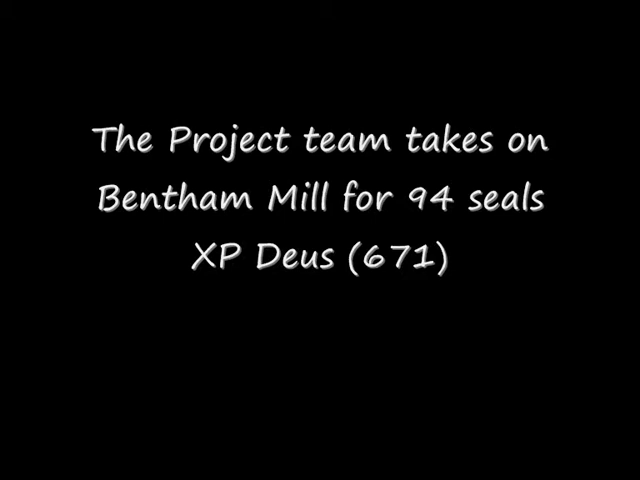 The Project team takes on
Bentham Mill for 94 seals
XP Deus (671)